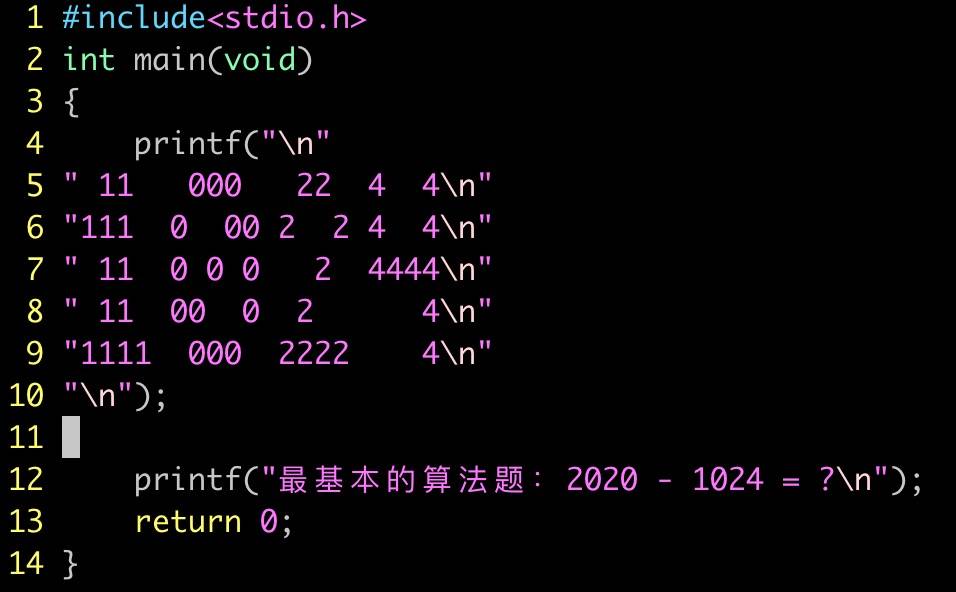 1 #include<stdio.h>
2 int main(void)
3 {
4     printf("\n"
5 " 11   000   22  4  4\n"
6 "111  0  00 2  2 4  4\n"
7 " 11  0 0 0   2  4444\n"
8 " 11  00  0  2      4\n"
9 "1111  000  2222    4\n"
10 "\n");
11
12     printf("最基本的算法题: 2020 - 1024 = ?\n");
13     return 0;
14 }